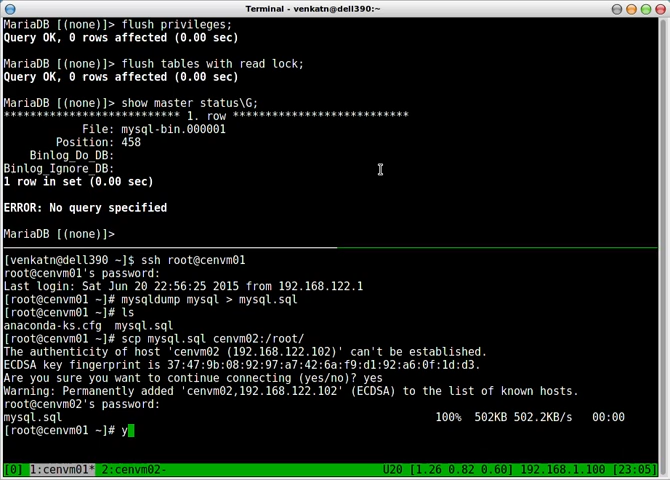 Terminal - venkatn@dell390:~
MariaDB [(none)]> flush privileges;
Query OK, 0 rows affected (0.00 sec)
MariaDB [(none)]> flush tables with read lock;
Query OK, 0 rows affected (0.00 sec)
MariaDB [(none)]> show master status\G;
*************************** 1. row ***************************
File: mysql-bin.000001
Position: 458
Binlog_Do_DB:
Binlog_Ignore_DB:
1 row in set (0.00 sec)
ERROR: No query specified
MariaDB [(none)]>
[venkatn@dell390 ~]$ ssh root@cenvm01
root@cenvm01's password:
Last login: Sat Jun 20 22:56:25 2015 from 192.168.122.1
[root@cenvm01 ~]# mysqldump mysql > mysql.sql
[root@cenvm01 ~]# ls
anaconda-ks.cfg  mysql.sql
[root@cenvm01 ~]# scp mysql.sql cenvm02:/root/
The authenticity of host 'cenvm02 (192.168.122.102)' can't be established.
ECDSA key fingerprint is 37:47:9b:08:92:97:a7:42:6a:f9:d1:92:a6:0f:1d:d3.
Are you sure you want to continue connecting (yes/no)? yes
Warning: Permanently added 'cenvm02,192.168.122.102' (ECDSA) to the list of known hosts.
root@cenvm02's password:
mysql.sql 100% 502KB 502.2KB/s 00:00
[root@cenvm01 ~]# y
[0] 1:cenvm01* 2:cenvm02- U20 [1.26 0.82 0.60] 192.168.1.100 [23:05]